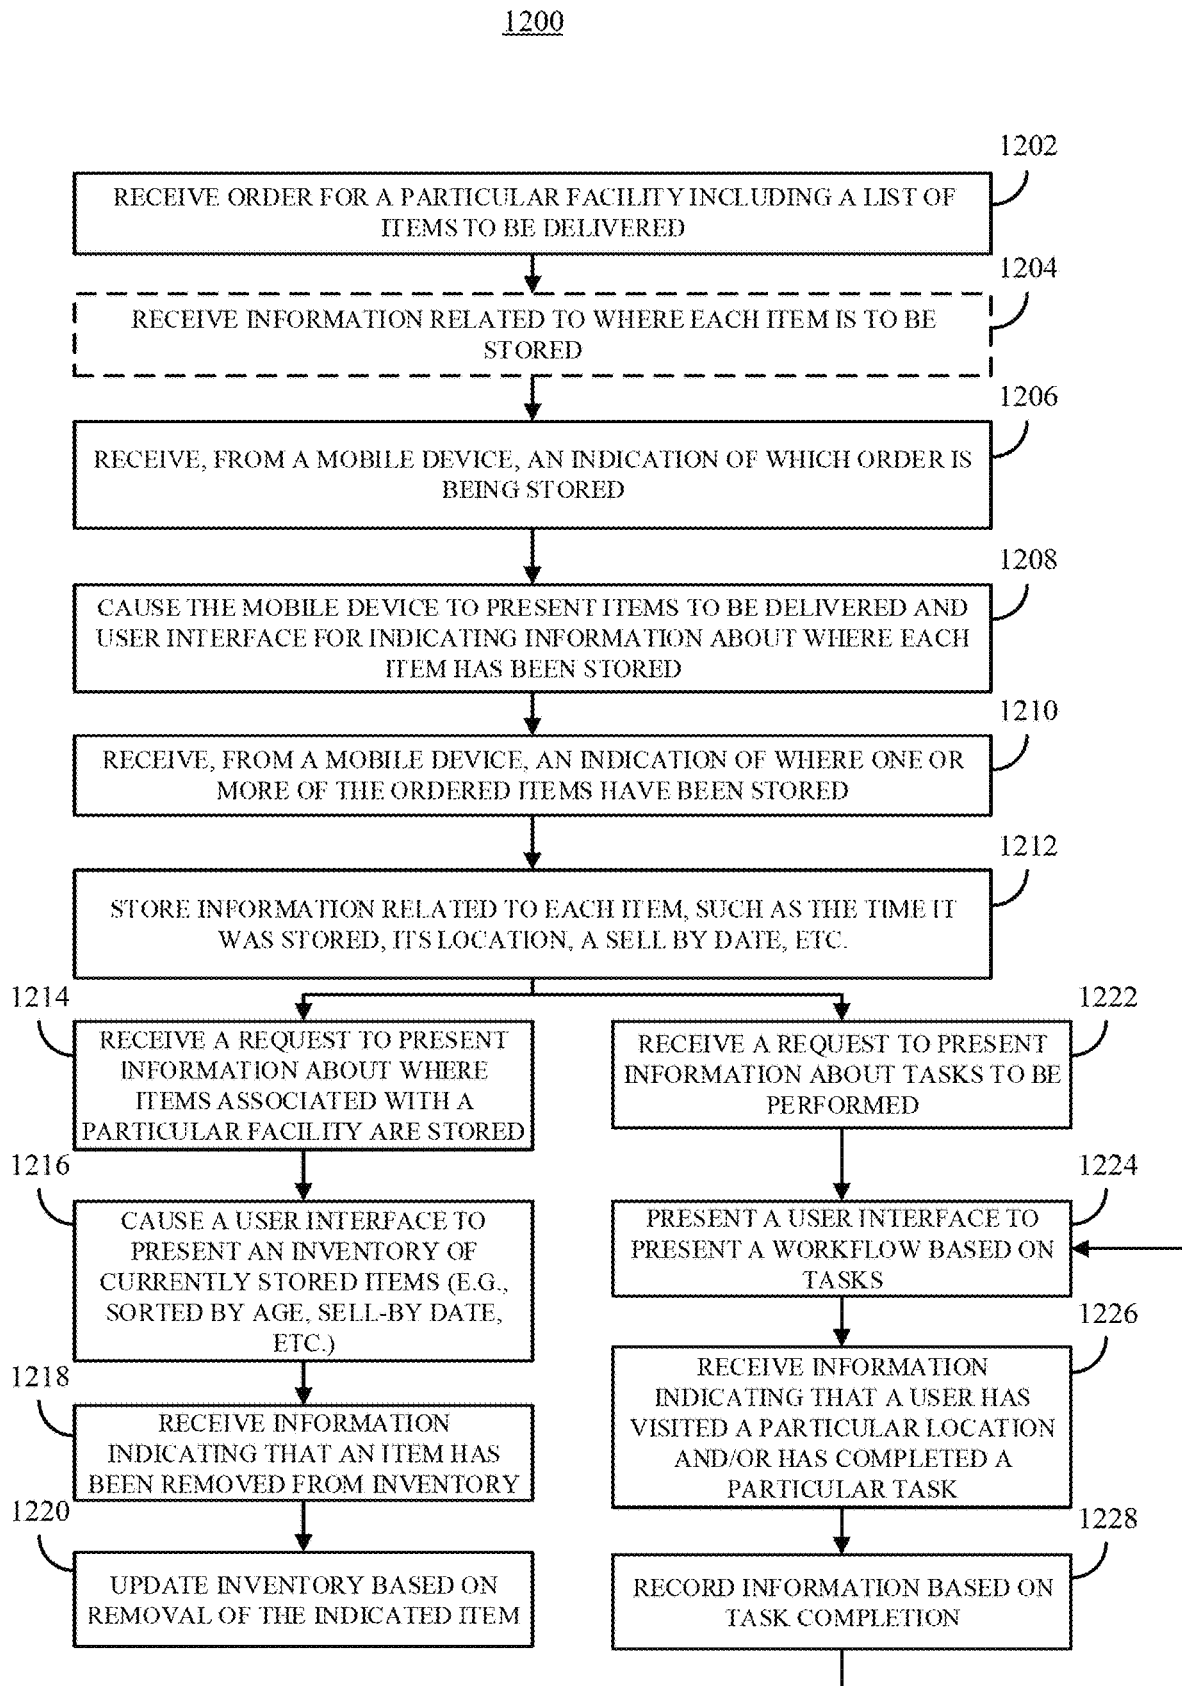 1200
1202
RECEIVE ORDER FOR A PARTICULAR FACILITY INCLUDING A LIST OF
ITEMS TO BE DELIVERED
1204
RECEIVE INFORMATION RELATED TO WHERE EACH ITEM IS TO BE
STORED
1206
RECEIVE, FROM A MOBILE DEVICE, AN INDICATION OF WHICH ORDER IS
BEING STORED
1208
CAUSE THE MOBILE DEVICE TO PRESENT ITEMS TO BE DELIVERED AND
USER INTERFACE FOR INDICATING INFORMATION ABOUT WHERE EACH
ITEM HAS BEEN STORED
1210
RECEIVE, FROM A MOBILE DEVICE, AN INDICATION OF WHERE ONE OR
MORE OF THE ORDERED ITEMS HAVE BEEN STORED
1212
STORE INFORMATION RELATED TO EACH ITEM, SUCH AS THE TIME IT
WAS STORED, ITS LOCATION, A SELL BY DATE, ETC.
1214
RECEIVE A REQUEST TO PRESENT
INFORMATION ABOUT WHERE
ITEMS ASSOCIATED WITH A
PARTICULAR FACILITY ARE STORED
1216
CAUSE A USER INTERFACE TO
PRESENT AN INVENTORY OF
CURRENTLY STORED ITEMS (E.G.,
SORTED BY AGE, SELL-BY DATE,
ETC.)
1218
RECEIVE INFORMATION
INDICATING THAT AN ITEM HAS
BEEN REMOVED FROM INVENTORY
1220
UPDATE INVENTORY BASED ON
REMOVAL OF THE INDICATED ITEM
1222
RECEIVE A REQUEST TO PRESENT
INFORMATION ABOUT TASKS TO BE
PERFORMED
1224
PRESENT A USER INTERFACE TO
PRESENT A WORKFLOW BASED ON
TASKS
1226
RECEIVE INFORMATION
INDICATING THAT A USER HAS
VISITED A PARTICULAR LOCATION
AND/OR HAS COMPLETED A
PARTICULAR TASK
1228
RECORD INFORMATION BASED ON
TASK COMPLETION